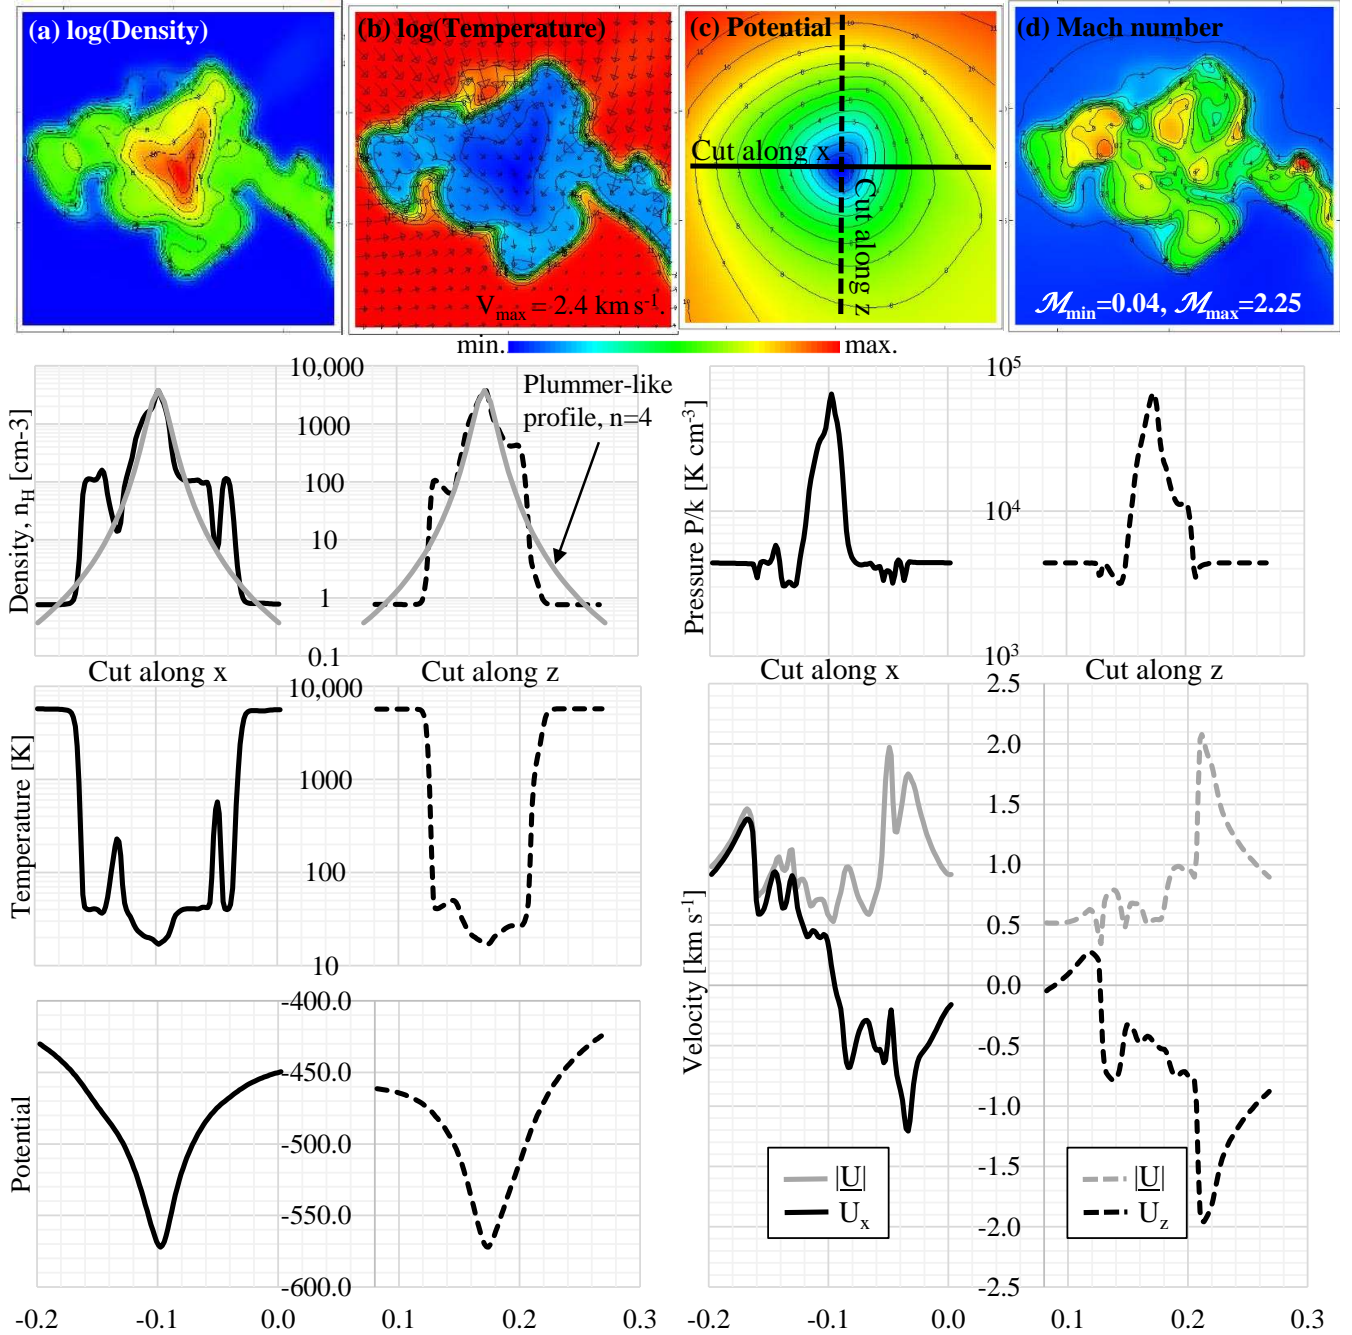 (a) log(Density)
(b) log(Temperature)
(c) Potential
(d) Mach number
Cut along x
Cut along z
V_max = 2.4 km s^-1.
ℳ_min=0.04, ℳ_max=2.25
min.
max.
Density, n_H [cm-3]
10,000
1000
100
10
1
0.1
Plummer-like
profile, n=4
Pressure P/k [K cm^-3]
10^5
10^4
10^3
Cut along x
Cut along z
Cut along x
Cut along z
Temperature [K]
10,000
1000
100
10
Velocity [km s^-1]
2.5
2.0
1.5
1.0
0.5
0.0
-0.5
-1.0
-1.5
-2.0
-2.5
|U|
U_x
|U|
U_z
Potential
-400.0
-450.0
-500.0
-550.0
-600.0
-0.2 -0.1 0.0 0.1 0.2 0.3
-0.2 -0.1 0.0 0.1 0.2 0.3